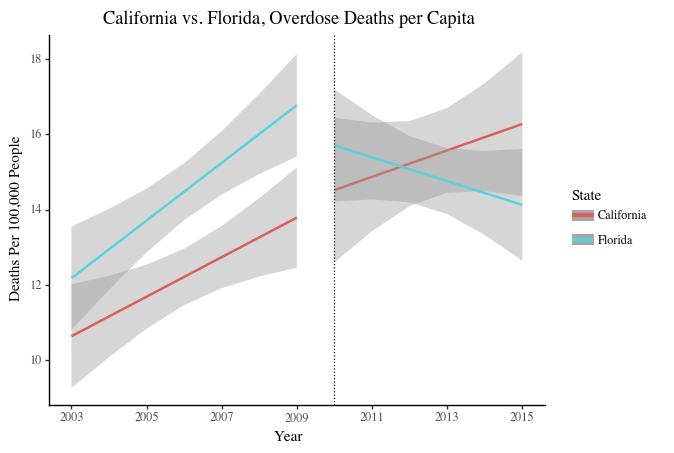 California vs. Florida, Overdose Deaths per Capita
Deaths Per 100,000 People
18
16
14
12
10
2003
2005
2007
2009
2011
2013
2015
Year
State
California
Florida